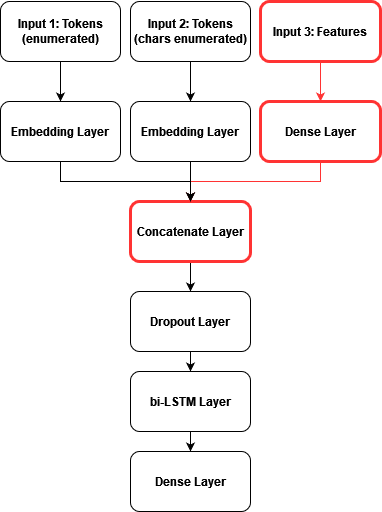 Input 1: Tokens
(enumerated)
Input 2: Tokens
(chars enumerated)
Input 3: Features
Embedding Layer
Embedding Layer
Dense Layer
Concatenate Layer
Dropout Layer
bi-LSTM Layer
Dense Layer